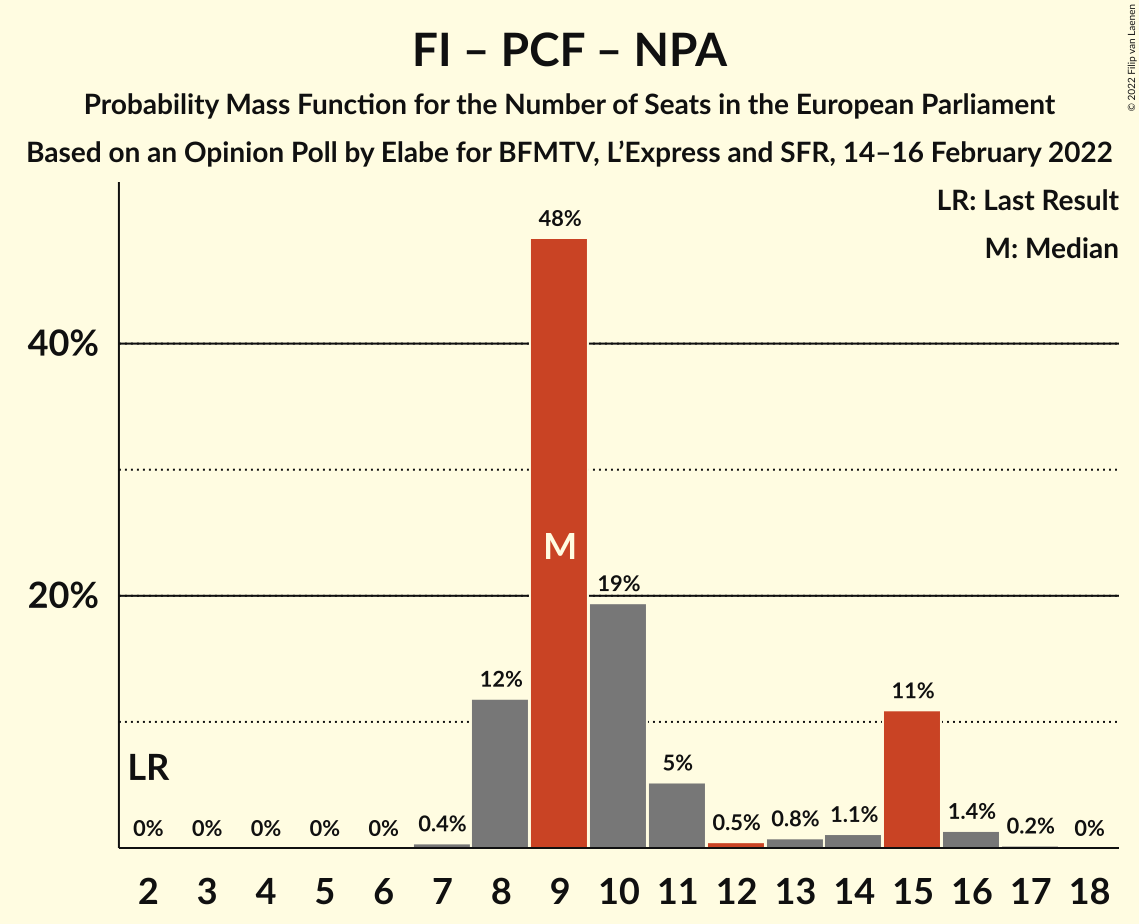 FI – PCF – NPA
Probability Mass Function for the Number of Seats in the European Parliament
Based on an Opinion Poll by Elabe for BFMTV, L’Express and SFR, 14–16 February 2022
© 2022 Filip van Laenen
LR: Last Result
M: Median
48%
40%
M
20%
19%
12%
11%
LR
5%
0% 0% 0% 0% 0% 0.4% 0.5% 0.8% 1.1% 1.4% 0.2% 0%
2 3 4 5 6 7 8 9 10 11 12 13 14 15 16 17 18